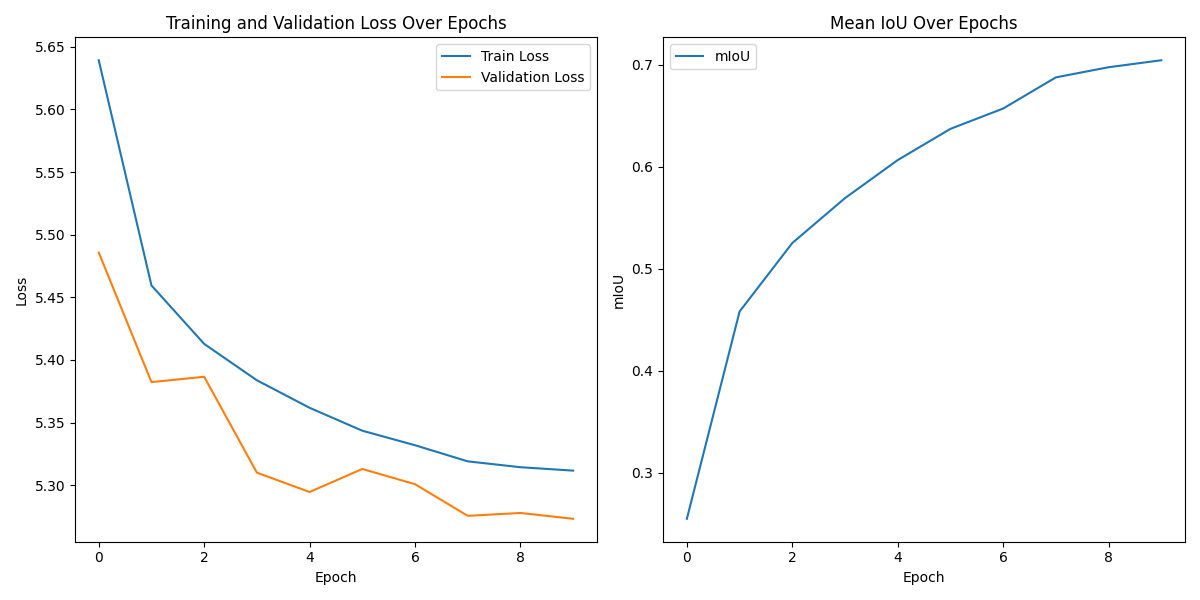 Training and Validation Loss Over Epochs
Train Loss
Validation Loss
5.65
5.60
5.55
5.50
5.45
5.40
5.35
5.30
Loss
0
2
4
6
8
Epoch
Mean IoU Over Epochs
mIoU
0.7
0.6
0.5
0.4
0.3
mIoU
0
2
4
6
8
Epoch